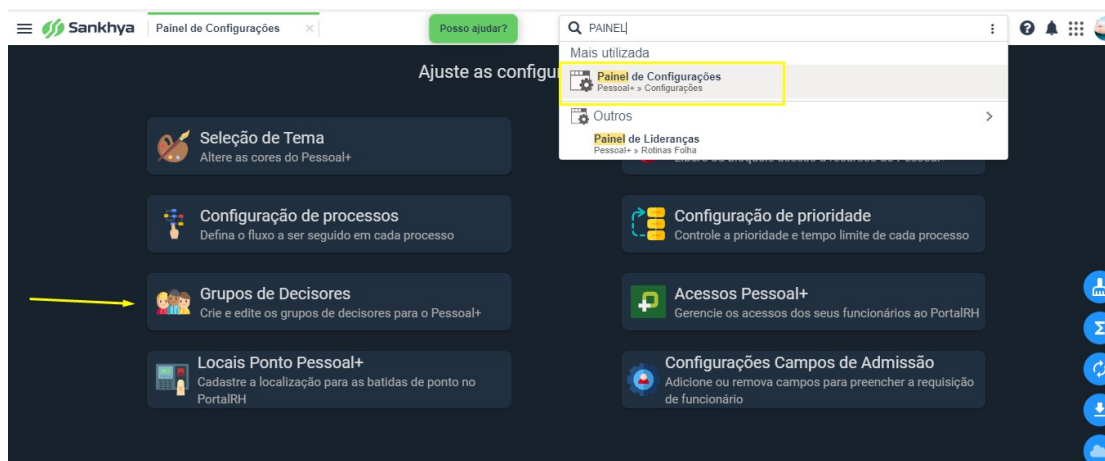 Sankhya
Painel de Configurações
Posso ajudar?
PAINEL
Mais utilizada
Painel de Configurações
Pessoal+ » Configurações
Outros
Painel de Lideranças
Pessoal+ » Rotinas Folha
Ajuste as configu
Seleção de Tema
Altere as cores do Pessoal+
Configuração de processos
Defina o fluxo a ser seguido em cada processo
Configuração de prioridade
Controle a prioridade e tempo limite de cada processo
Grupos de Decisores
Crie e edite os grupos de decisores para o Pessoal+
Acessos Pessoal+
Gerencie os acessos dos seus funcionários ao PortalRH
Locais Ponto Pessoal+
Cadastre a localização para as batidas de ponto no
PortalRH
Configurações Campos de Admissão
Adicione ou remova campos para preencher a requisição
de funcionário